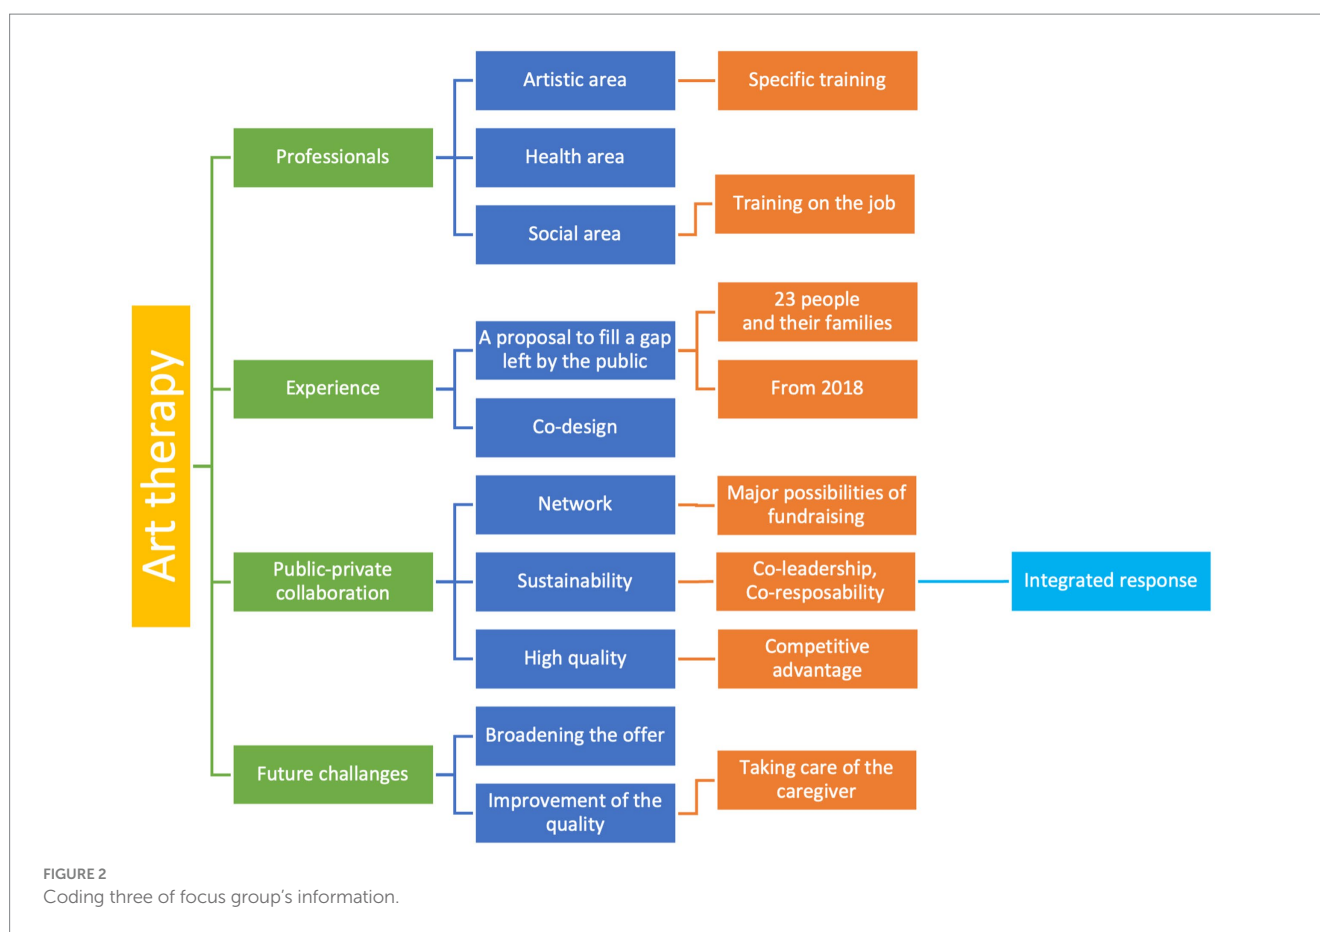 Art therapy
Professionals
Artistic area
Specific training
Health area
Social area
Training on the job
Experience
A proposal to fill a gap
left by the public
23 people
and their families
From 2018
Co-design
Public-private
collaboration
Network
Major possibilities of
fundraising
Sustainability
Co-leadership,
Co-resposability
Integrated response
High quality
Competitive
advantage
Future challanges
Broadening the offer
Improvement of the
quality
Taking care of the
caregiver
FIGURE 2
Coding three of focus group’s information.